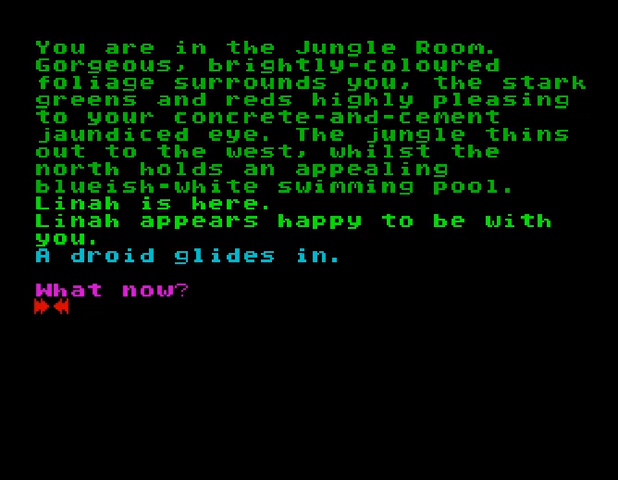 You are in the Jungle Room.
Gorgeous, brightly-coloured
foliage surrounds you, the stark
greens and reds highly pleasing
to your concrete-and-cement
jaundiced eye. The jungle thins
out to the west, whilst the
north holds an appealing
blueish-white swimming pool.
Linah is here.
Linah appears happy to be with
you.
A droid glides in.
What now?